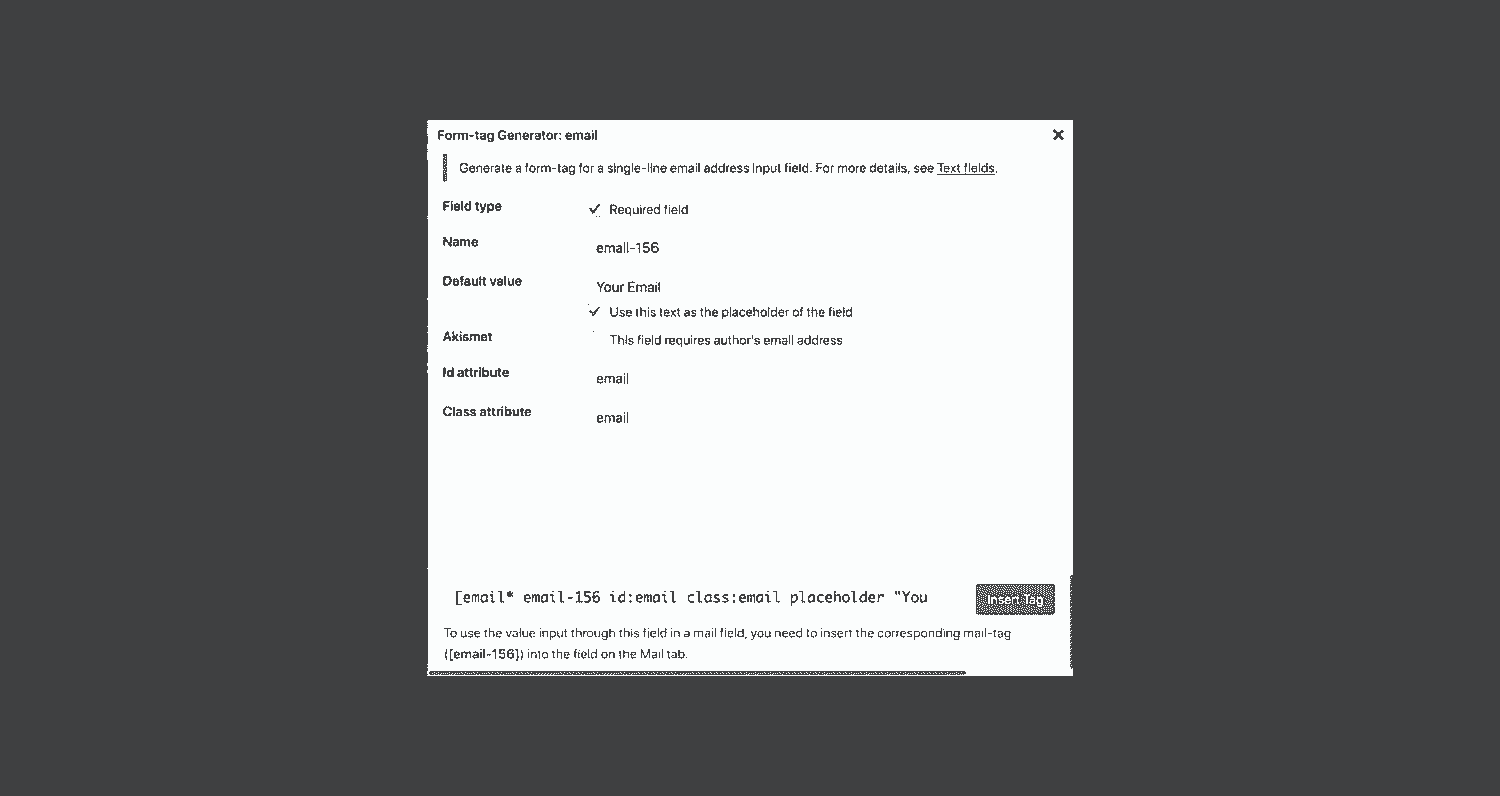 Form-tag Generator: email
Generate a form-tag for a single-line email address input field. For more details, see Text fields.
Field type
Required field
Name
email-156
Default value
Your Email
Use this text as the placeholder of the field
Akismet
This field requires author's email address
Id attribute
email
Class attribute
email
[email* email-156 id:email class:email placeholder "You
Insert Tag
To use the value input through this field in a mail field, you need to insert the corresponding mail-tag
([email-156]) into the field on the Mail tab.